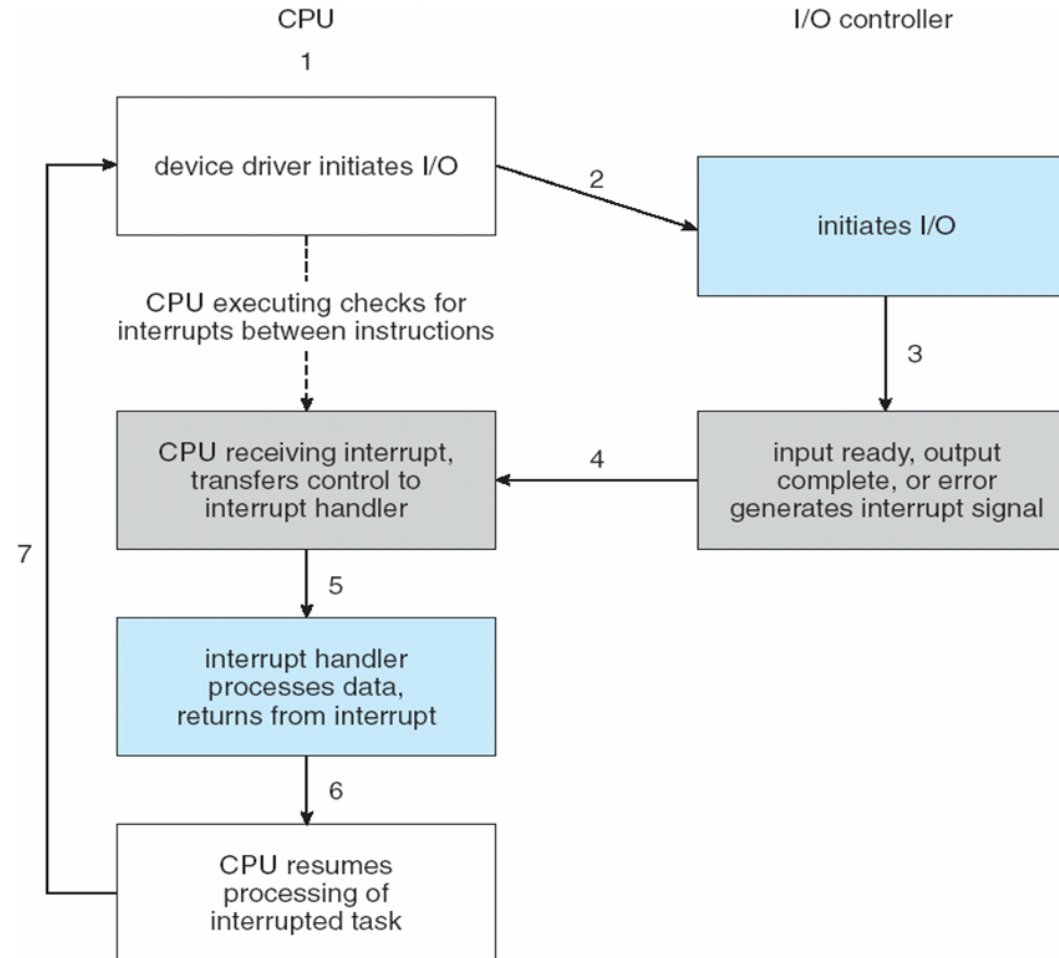 CPU
I/O controller
1
device driver initiates I/O
2
initiates I/O
CPU executing checks for
interrupts between instructions
3
CPU receiving interrupt,
transfers control to
interrupt handler
4
input ready, output
complete, or error
generates interrupt signal
7
5
interrupt handler
processes data,
returns from interrupt
6
CPU resumes
processing of
interrupted task